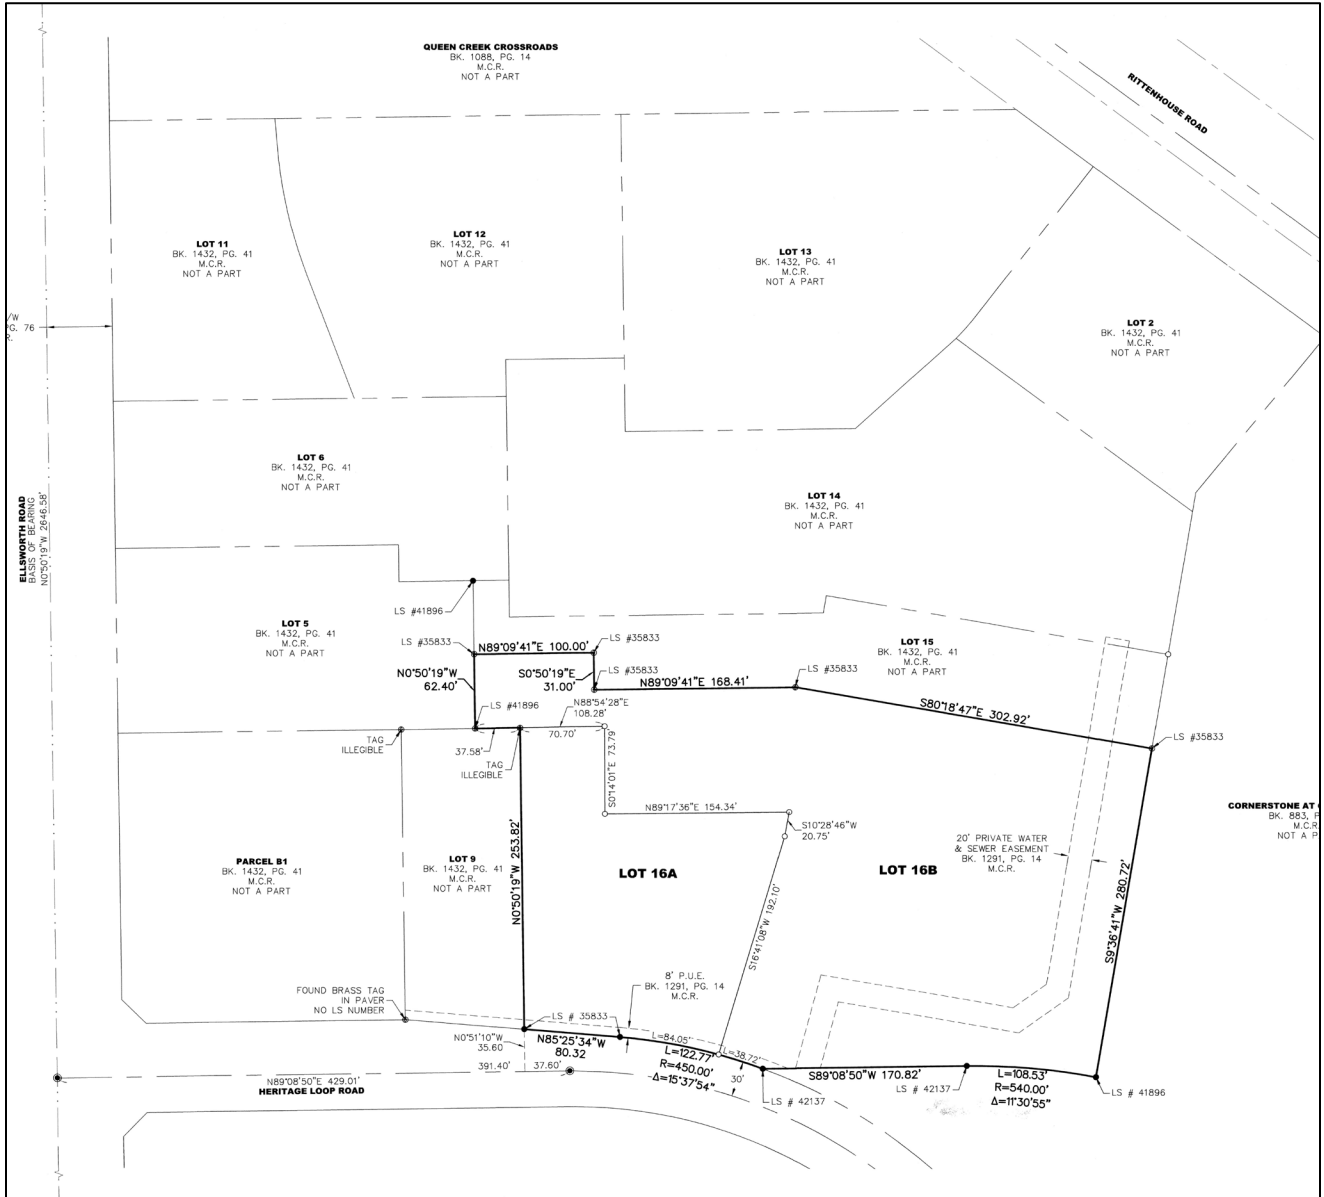 QUEEN CREEK CROSSROADS
BK. 1088, PG. 14
M.C.R.
NOT A PART
RITTENHOUSE ROAD
LOT 11
BK. 1432, PG. 41
M.C.R.
NOT A PART
LOT 12
BK. 1432, PG. 41
M.C.R.
NOT A PART
LOT 13
BK. 1432, PG. 41
M.C.R.
NOT A PART
/W
PG. 76
R.
LOT 2
BK. 1432, PG. 41
M.C.R.
NOT A PART
LOT 6
BK. 1432, PG. 41
M.C.R.
NOT A PART
LOT 14
BK. 1432, PG. 41
M.C.R.
NOT A PART
ELLSWORTH ROAD
BASIS OF BEARING
N0°50'19"W 2646.58'
LS #41896
LOT 5
BK. 1432, PG. 41
M.C.R.
NOT A PART
LS #35833
N89°09'41"E 100.00'
LS #35833
LOT 15
BK. 1432, PG. 41
M.C.R.
NOT A PART
N0°50'19"W
62.40'
S0°50'19"E
31.00'
LS #35833
N89°09'41"E 168.41'
LS #35833
S80°18'47"E 302.92'
LS #41896
N88°54'28"E
108.28'
TAG
ILLEGIBLE
37.58'
70.70'
TAG
ILLEGIBLE
S0°14'01"E 73.79'
LS #35833
N89°17'36"E 154.34'
S10°28'46"W
20.75'
CORNERSTONE AT
BK. 883, P
M.C.R
NOT A P
20' PRIVATE WATER
& SEWER EASEMENT
BK. 1291, PG. 14
M.C.R.
PARCEL B1
BK. 1432, PG. 41
M.C.R.
NOT A PART
LOT 9
BK. 1432, PG. 41
M.C.R.
NOT A PART
N0°50'19"W 253.82'
LOT 16A
LOT 16B
S16°41'08"W 192.10'
S9°36'41"W 280.72'
8' P.U.E.
BK. 1291, PG. 14
M.C.R.
FOUND BRASS TAG
IN PAVER
NO LS NUMBER
LS # 35833
N0°51'10"W
35.60
N85°25'34"W
80.32
L=84.05'
L=38.72'
L=122.77'
R=450.00'
Δ=15°37'54"
30'
391.40'
37.60'
N89°08'50"E 429.01'
HERITAGE LOOP ROAD
S89°08'50"W 170.82'
LS # 42137
LS # 42137
L=108.53'
R=540.00'
Δ=11°30'55"
LS # 41896